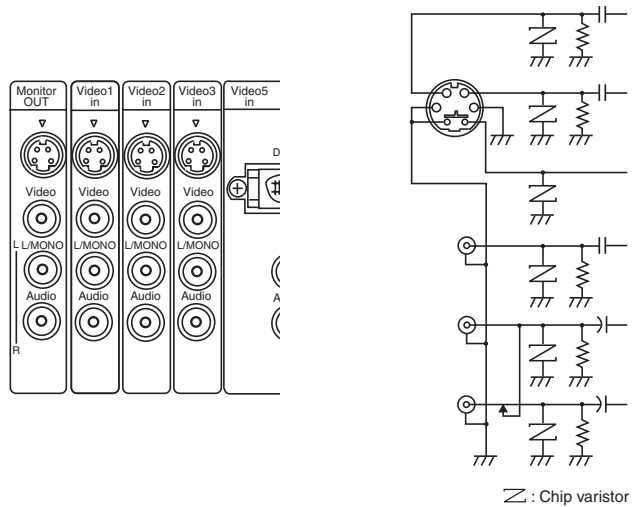 Monitor OUT
Video1 in
Video2 in
Video3 in
Video5 in
D
Video
Video
Video
Video
L L/MONO
L/MONO
L/MONO
L/MONO
Audio
Audio
Audio
Audio
A
R
: Chip varistor